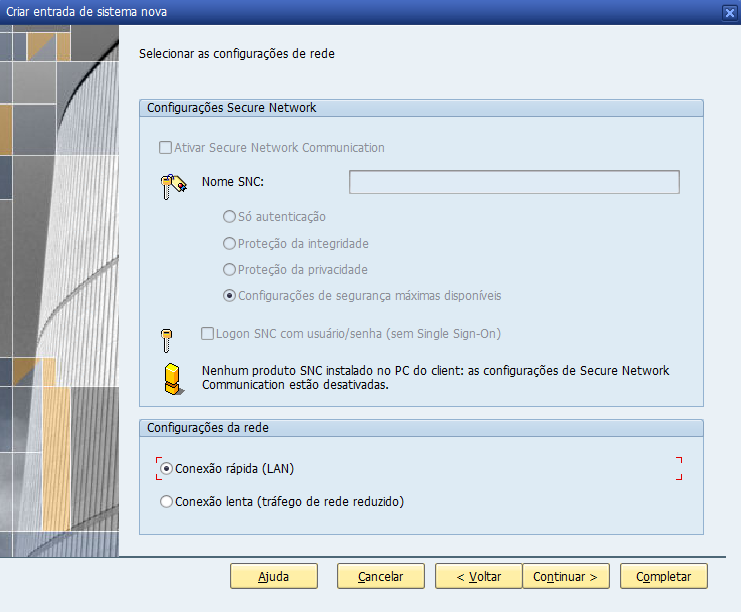 Criar entrada de sistema nova
Selecionar as configurações de rede
Configurações Secure Network
Ativar Secure Network Communication
Nome SNC:
Só autenticação
Proteção da integridade
Proteção da privacidade
Configurações de segurança máximas disponíveis
Logon SNC com usuário/senha (sem Single Sign-On)
Nenhum produto SNC instalado no PC do client: as configurações de Secure Network
Communication estão desativadas.
Configurações da rede
Conexão rápida (LAN)
Conexão lenta (tráfego de rede reduzido)
Ajuda
Cancelar
< Voltar
Continuar >
Completar